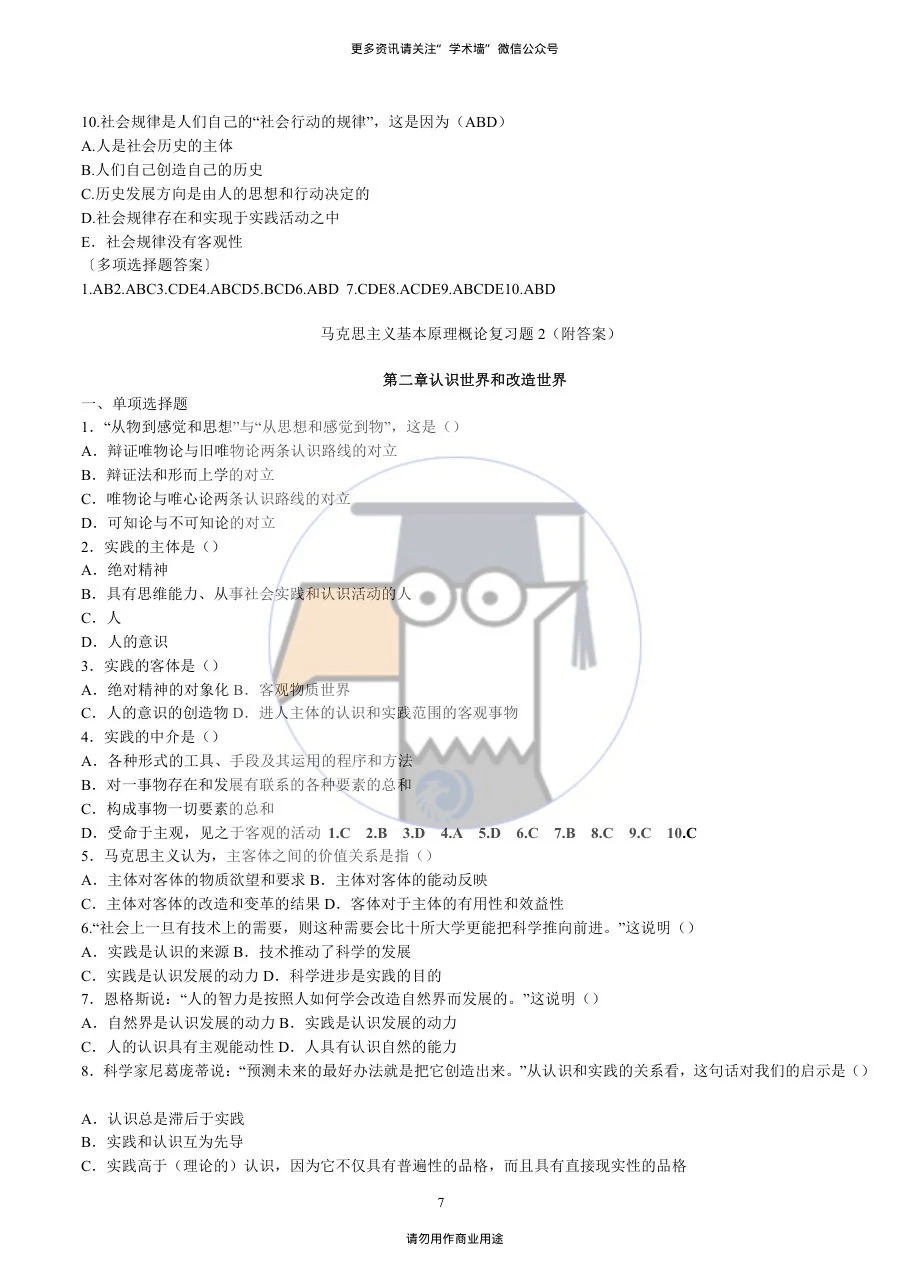 更多资讯请关注“学术墙”微信公众号
10.社会规律是人们自己的“社会行动的规律”，这是因为（ABD）
A.人是社会历史的主体
B.人们自己创造自己的历史
C.历史发展方向是由人的思想和行动决定的
D.社会规律存在和实现于实践活动之中
E．社会规律没有客观性
〔多项选择题答案〕
1.AB2.ABC3.CDE4.ABCD5.BCD6.ABD 7.CDE8.ACDE9.ABCDE10.ABD
马克思主义基本原理概论复习题 2（附答案）
第二章认识世界和改造世界
一、单项选择题
1．“从物到感觉和思想”与“从思想和感觉到物”，这是（）
A．辩证唯物论与旧唯物论两条认识路线的对立
B．辩证法和形而上学的对立
C．唯物论与唯心论两条认识路线的对立
D．可知论与不可知论的对立
2．实践的主体是（）
A．绝对精神
B．具有思维能力、从事社会实践和认识活动的人
C．人
D．人的意识
3．实践的客体是（）
A．绝对精神的对象化 B．客观物质世界
C．人的意识的创造物 D．进人主体的认识和实践范围的客观事物
4．实践的中介是（）
A．各种形式的工具、手段及其运用的程序和方法
B．对一事物存在和发展有联系的各种要素的总和
C．构成事物一切要素的总和
D．受命于主观，见之于客观的活动 1.C 2.B 3.D 4.A 5.D 6.C 7.B 8.C 9.C 10.C
5．马克思主义认为，主客体之间的价值关系是指（）
A．主体对客体的物质欲望和要求 B．主体对客体的能动反映
C．主体对客体的改造和变革的结果 D．客体对于主体的有用性和效益性
6.“社会上一旦有技术上的需要，则这种需要会比十所大学更能把科学推向前进。”这说明（）
A．实践是认识的来源 B．技术推动了科学的发展
C．实践是认识发展的动力 D．科学进步是实践的目的
7．恩格斯说：“人的智力是按照人如何学会改造自然界而发展的。”这说明（）
A．自然界是认识发展的动力 B．实践是认识发展的动力
C．人的认识具有主观能动性 D．人具有认识自然的能力
8．科学家尼葛庞蒂说：“预测未来的最好办法就是把它创造出来。”从认识和实践的关系看，这句话对我们的启示是（）
A．认识总是滞后于实践
B．实践和认识互为先导
C．实践高于（理论的）认识，因为它不仅具有普遍性的品格，而且具有直接现实性的品格
7
请勿用作商业用途